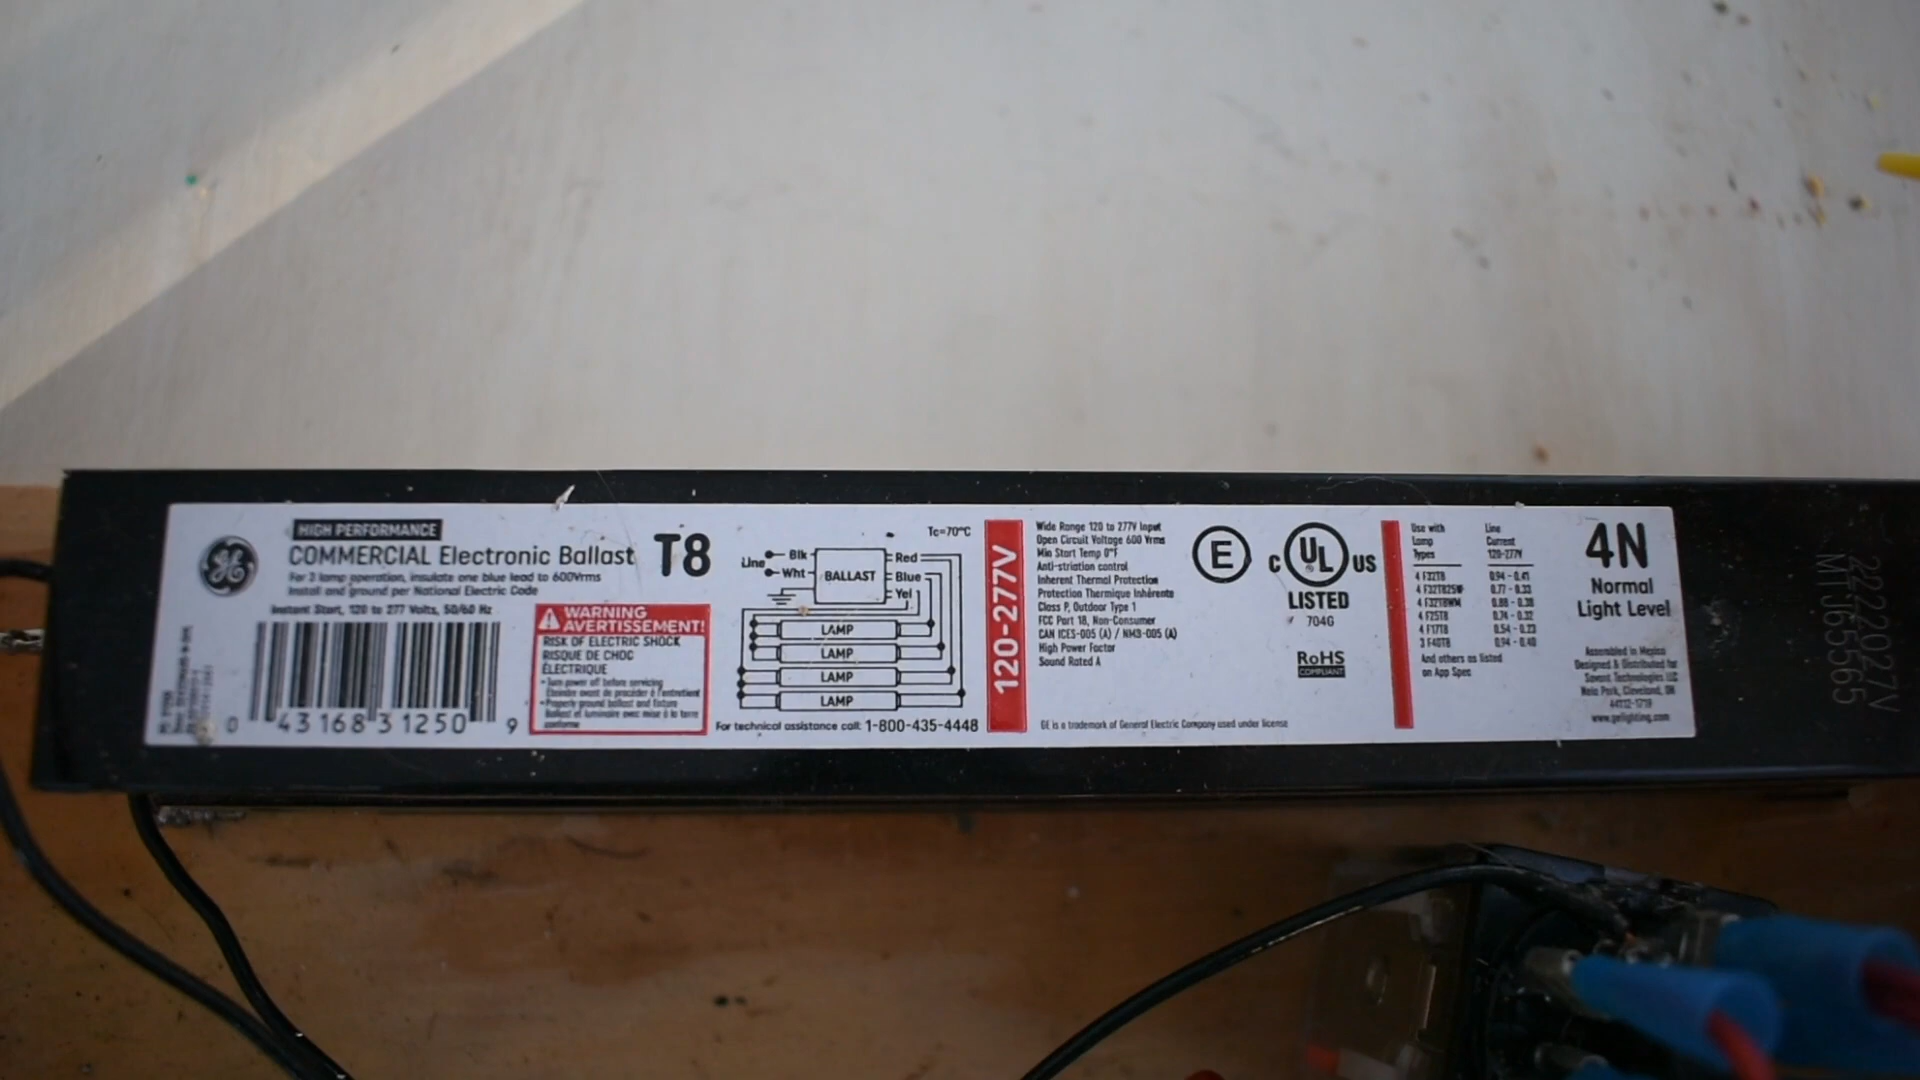 HIGH PERFORMANCE
COMMERCIAL Electronic Ballast T8
For 3 lamp operation, insulate one blue lead to 600Vrms
Install and ground per National Electric Code
Instant Start, 120 to 277 Volts, 50/60 Hz
0 43168 31250 9
WARNING
AVERTISSEMENT!
RISK OF ELECTRIC SHOCK
RISQUE DE CHOC
ÉLECTRIQUE
• Turn power off before servicing
Éteindre avant de procéder à l'entretient
• Properly ground ballast and fixture
Ballast et luminaire avec mise à la terre
conforme
Tc=70°C
Line
Blk
Wht
BALLAST
Red
Blue
Yel
LAMP
LAMP
LAMP
LAMP
For technical assistance call: 1-800-435-4448
120-277V
Wide Range 120 to 277V Input
Open Circuit Voltage 600 Vrms
Min Start Temp 0°F
Anti-striation control
Inherent Thermal Protection
Protection Thermique Inhérente
Class P, Outdoor Type 1
FCC Part 18, Non-Consumer
CAN ICES-005 (A) / NMB-005 (A)
High Power Factor
Sound Rated A
GE is a trademark of General Electric Company used under license
E
C UL US
LISTED
704G
RoHS
COMPLIANT
Use with
Lamp
Types
Line
Current
120-277V
4 F32T8 0.94 - 0.41
4 F32T825W 0.77 - 0.33
4 F32T8WM 0.88 - 0.38
4 F25T8 0.74 - 0.32
4 F17T8 0.54 - 0.23
3 F40T8 0.94 - 0.40
And others as listed
on App Spec
4N
Normal
Light Level
Assembled in Mexico
Designed & Distributed for
Savant Technologies LLC
Nela Park, Cleveland, OH
44112-1719
www.gelighting.com
2222027V
MTJ65565